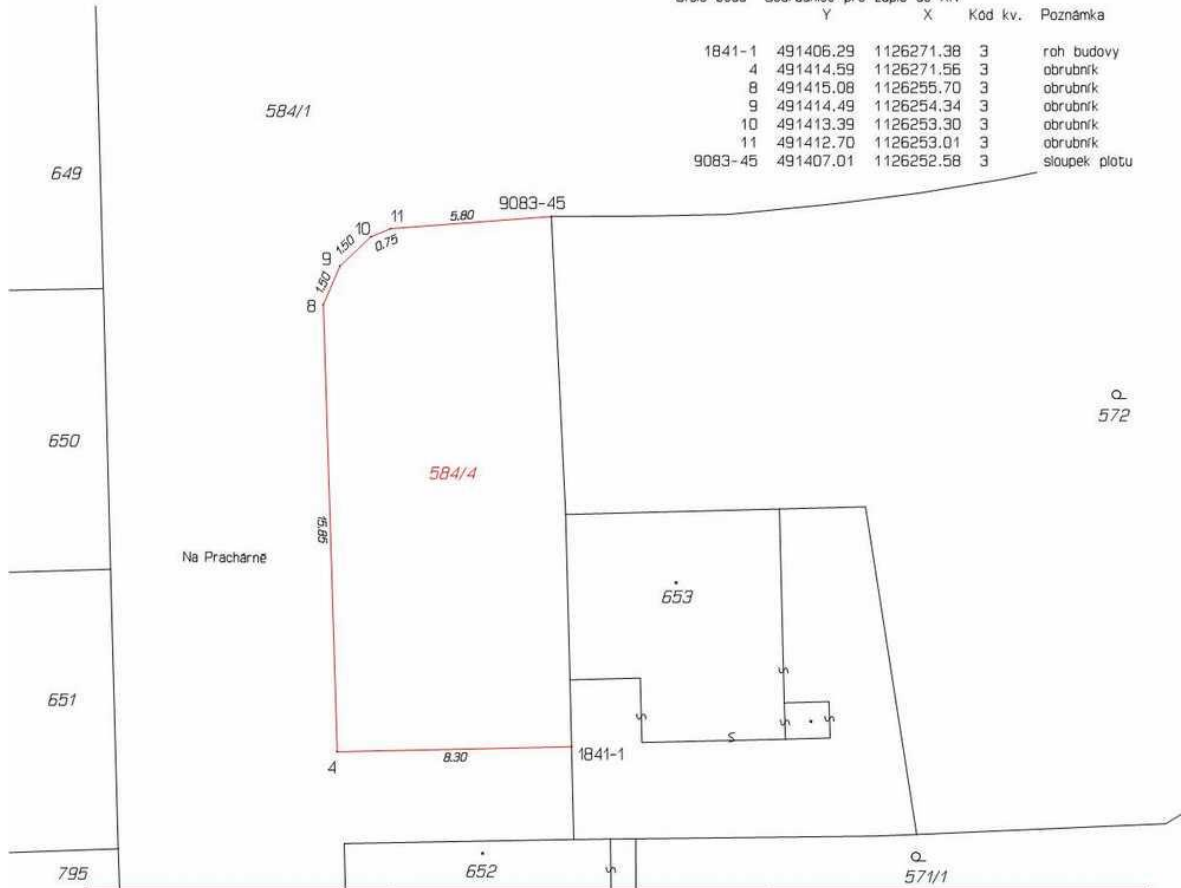 Y X Kód kv. Poznámka
1841-1 491406.29 1126271.38 3 roh budovy
4 491414.59 1126271.56 3 obrubník
8 491415.08 1126255.70 3 obrubník
9 491414.49 1126254.34 3 obrubník
10 491413.39 1126253.30 3 obrubník
11 491412.70 1126253.01 3 obrubník
9083-45 491407.01 1126252.58 3 sloupek plotu
584/1
649
9083-45
11
5.80
10
0.75
1.50
9
1.50
8
572
650
584/4
15.85
Na Prachárně
653
651
1841-1
8.30
4
652
571/1
795